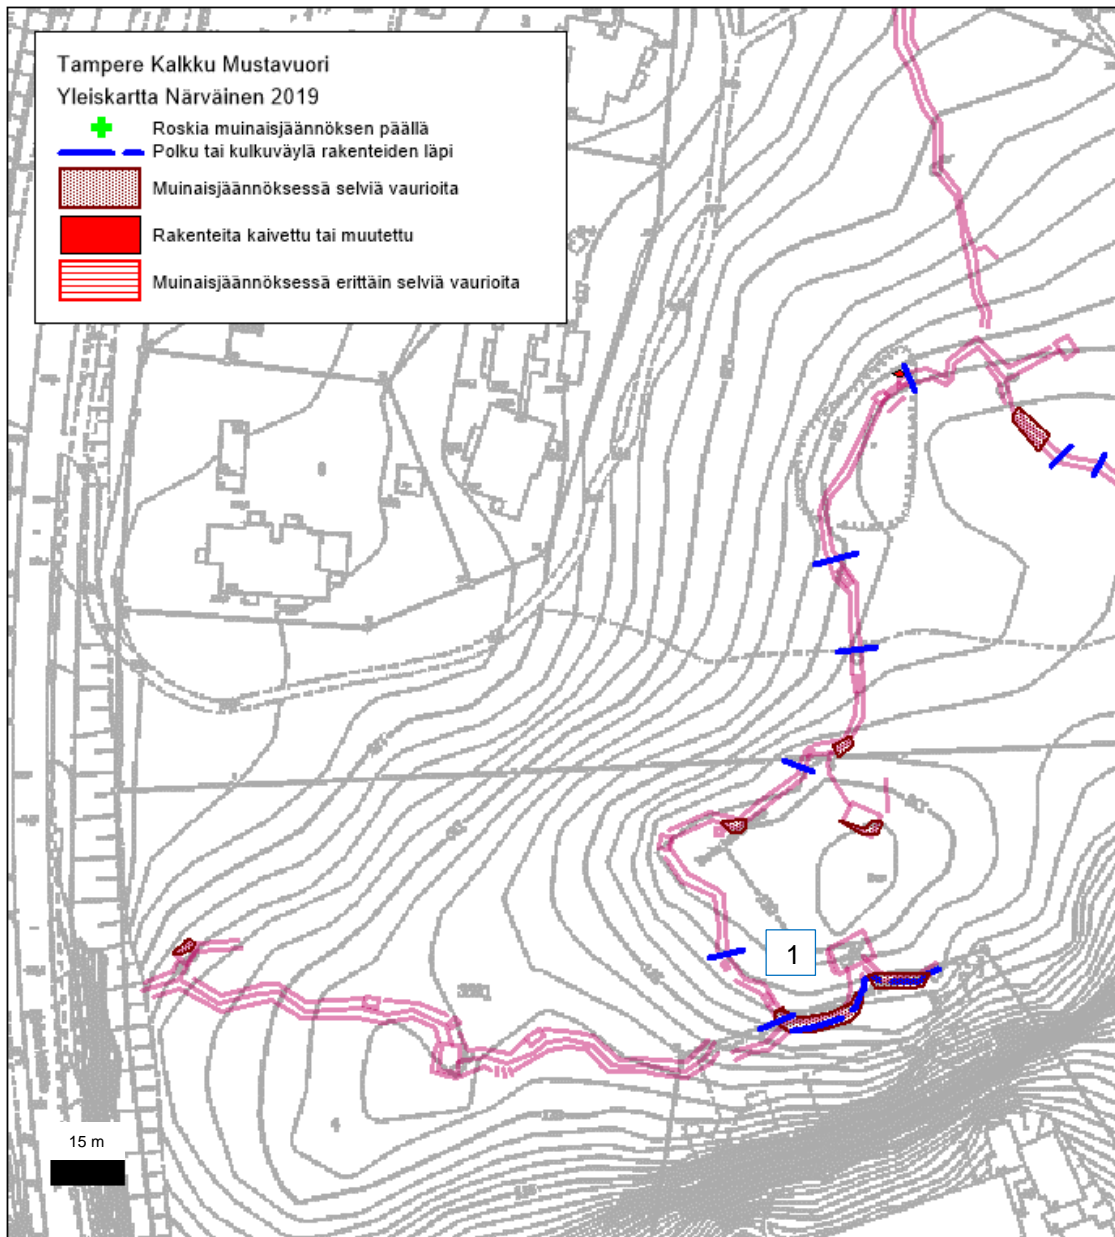 Tampere Kalkku Mustavuori
Yleiskartta Närväinen 2019
Roskia muinaisjäännöksen päällä
Polku tai kulkuväylä rakenteiden läpi
Muinaisjäännöksessä selviä vaurioita
Rakenteita kaivettu tai muutettu
Muinaisjäännöksessä erittäin selviä vaurioita
1
15 m